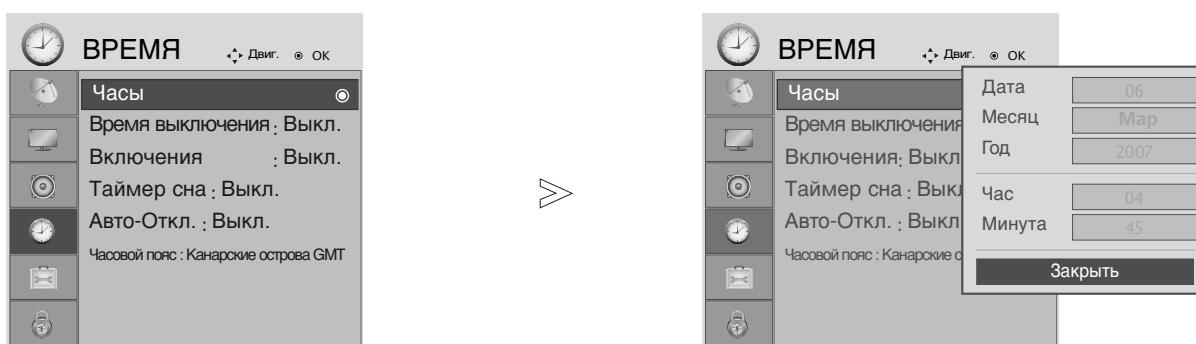 ВРЕМЯ Двиг. ОК
Часы
Время выключения : Выкл.
Включения : Выкл.
Таймер сна : Выкл.
Авто-Откл. : Выкл.
Часовой пояс : Канарские острова GMT
ВРЕМЯ Двиг. ОК
Часы
Время выключения
Включения: Выкл
Таймер сна : Выкл
Авто-Откл. : Выкл
Часовой пояс : Канарские о
Дата 06
Месяц Мар
Год 2007
Час 04
Минута 45
Закрыть